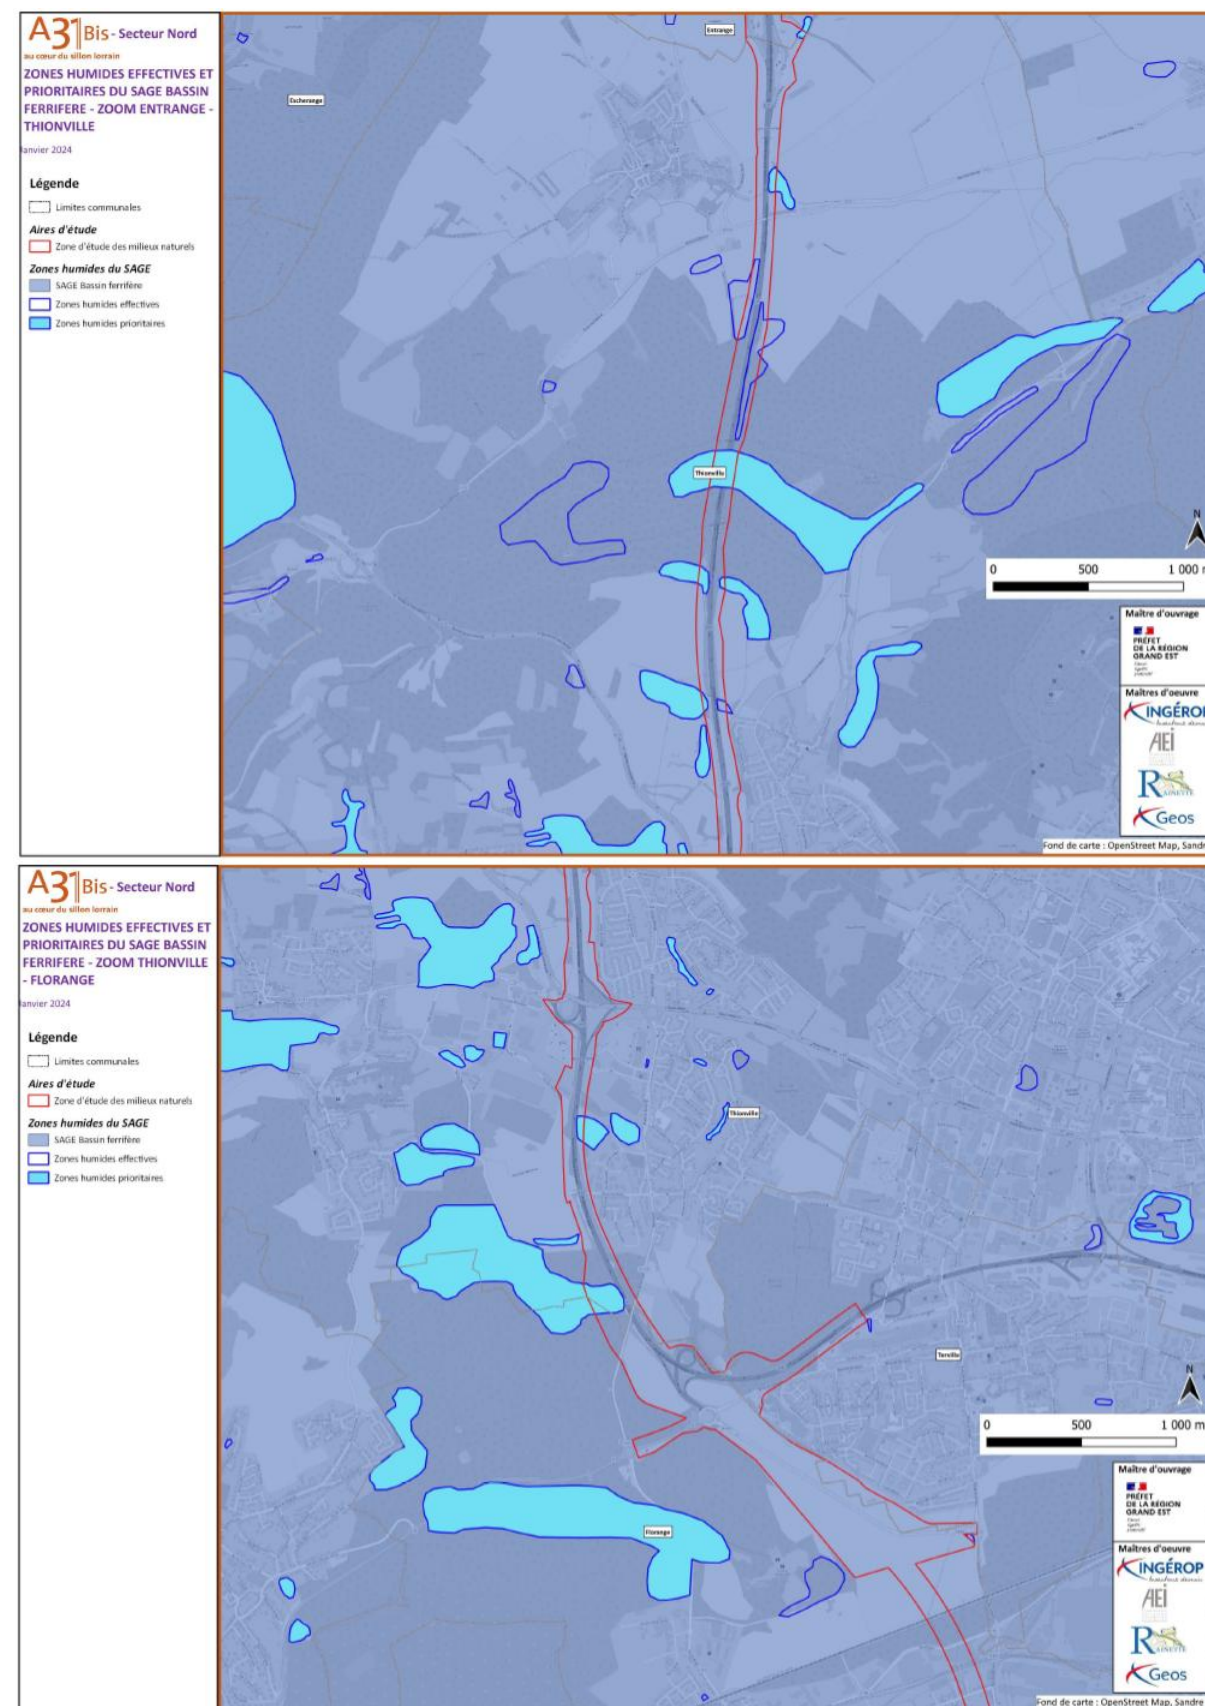 A31 Bis - Secteur Nord
au cœur du sillon lorrain
ZONES HUMIDES EFFECTIVES ET
PRIORITAIRES DU SAGE BASSIN
FERRIFERE - ZOOM ENTRANGE -
THIONVILLE
Janvier 2024
Légende
Limites communales
Aires d'étude
Zone d'étude des milieux naturels
Zones humides du SAGE
SAGE Bassin ferrifère
Zones humides effectives
Zones humides prioritaires
Entrange
Escherange
Thionville
N
0 500 1 000 m
Maître d'ouvrage
PRÉFET
DE LA RÉGION
GRAND EST
Maîtres d'oeuvre
INGÉROP
AEI
RAINETTE
Geos
Fond de carte : OpenStreet Map, Sandre
A31 Bis - Secteur Nord
au cœur du sillon lorrain
ZONES HUMIDES EFFECTIVES ET
PRIORITAIRES DU SAGE BASSIN
FERRIFERE - ZOOM THIONVILLE
- FLORANGE
Janvier 2024
Légende
Limites communales
Aires d'étude
Zone d'étude des milieux naturels
Zones humides du SAGE
SAGE Bassin ferrifère
Zones humides effectives
Zones humides prioritaires
Thionville
Terville
Florange
N
0 500 1 000 m
Maître d'ouvrage
PRÉFET
DE LA RÉGION
GRAND EST
Maîtres d'oeuvre
INGÉROP
AEI
RAINETTE
Geos
Fond de carte : OpenStreet Map, Sandre